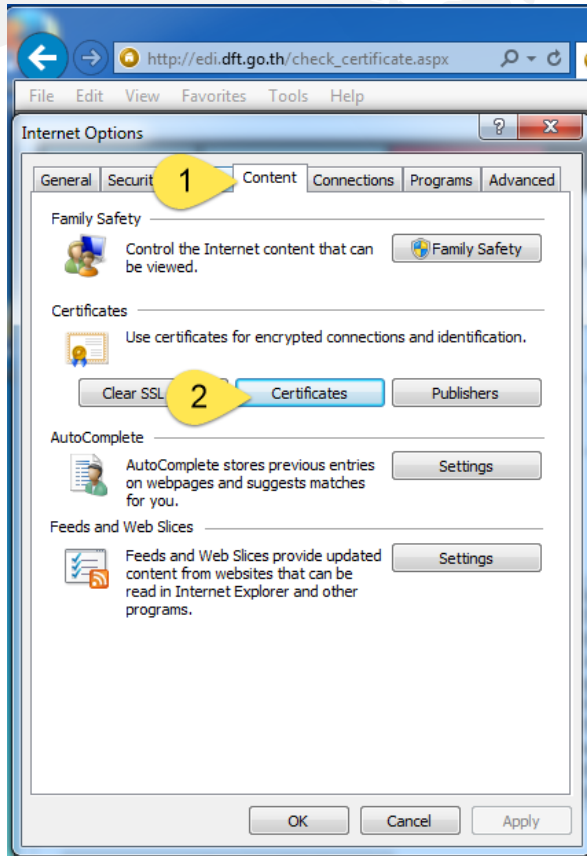 http://edi.dft.go.th/check_certificate.aspx
File Edit View Favorites Tools Help
Internet Options
General Content Connections Programs Advanced
1
Family Safety
Control the Internet content that can
be viewed.
Family Safety
Certificates
Use certificates for encrypted connections and identification.
Clear SSL
2
Certificates
Publishers
AutoComplete
AutoComplete stores previous entries
on webpages and suggests matches
for you.
Settings
Feeds and Web Slices
Feeds and Web Slices provide updated
content from websites that can be
read in Internet Explorer and other
programs.
Settings
OK Cancel Apply